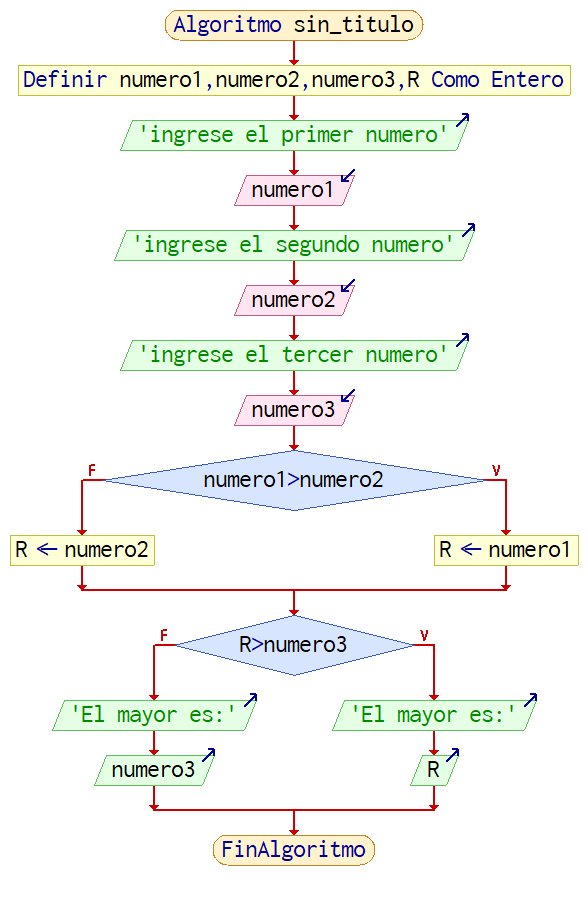 Algoritmo sin_titulo
Definir numero1,numero2,numero3,R Como Entero
'ingrese el primer numero'
numero1
'ingrese el segundo numero'
numero2
'ingrese el tercer numero'
numero3
numero1>numero2
F
V
R ← numero2
R ← numero1
R>numero3
F
V
'El mayor es:'
'El mayor es:'
numero3
R
FinAlgoritmo